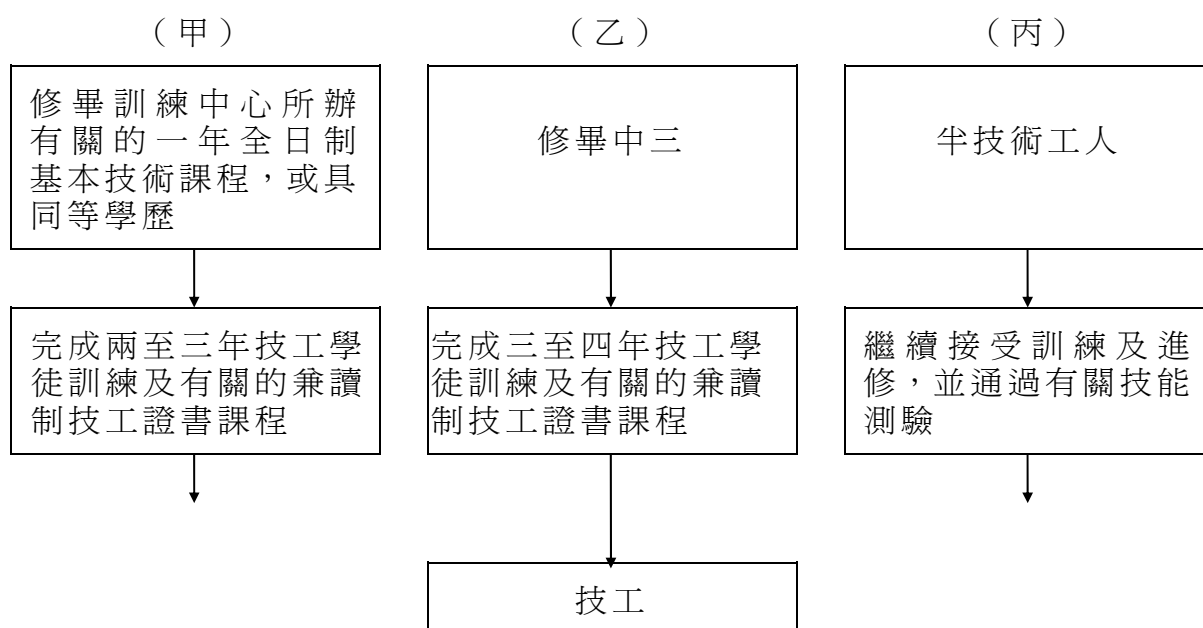 （甲）
（乙）
（丙）
修畢訓練中心所辦
有關的一年全日制
基本技術課程，或具
同等學歷
修畢中三
半技術工人
完成兩至三年技工學
徒訓練及有關的兼讀
制技工證書課程
完成三至四年技工學
徒訓練及有關的兼讀
制技工證書課程
繼續接受訓練及進
修，並通過有關技能
測驗
技工